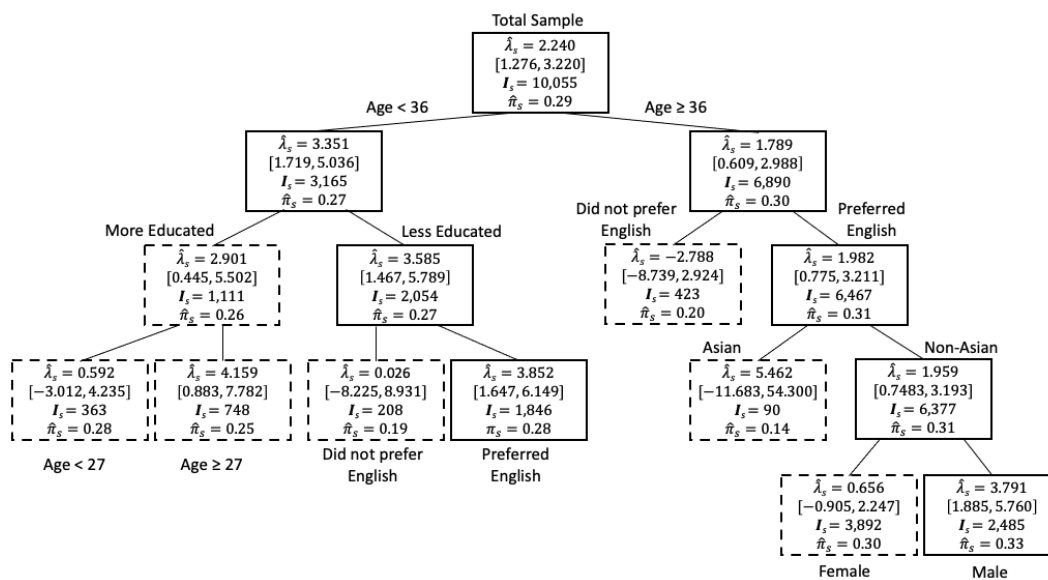 Total Sample
λ̂ₛ = 2.240
[1.276, 3.220]
Iₛ = 10,055
π̂ₛ = 0.29
Age < 36
Age ≥ 36
λ̂ₛ = 3.351
[1.719, 5.036]
Iₛ = 3,165
π̂ₛ = 0.27
λ̂ₛ = 1.789
[0.609, 2.988]
Iₛ = 6,890
π̂ₛ = 0.30
More Educated
Less Educated
Did not prefer
English
Preferred
English
λ̂ₛ = 2.901
[0.445, 5.502]
Iₛ = 1,111
π̂ₛ = 0.26
λ̂ₛ = 3.585
[1.467, 5.789]
Iₛ = 2,054
π̂ₛ = 0.27
λ̂ₛ = −2.788
[−8.739, 2.924]
Iₛ = 423
π̂ₛ = 0.20
λ̂ₛ = 1.982
[0.775, 3.211]
Iₛ = 6,467
π̂ₛ = 0.31
Asian
Non-Asian
λ̂ₛ = 0.592
[−3.012, 4.235]
Iₛ = 363
π̂ₛ = 0.28
Age < 27
λ̂ₛ = 4.159
[0.883, 7.782]
Iₛ = 748
π̂ₛ = 0.25
Age ≥ 27
λ̂ₛ = 0.026
[−8.225, 8.931]
Iₛ = 208
π̂ₛ = 0.19
Did not prefer
English
λ̂ₛ = 3.852
[1.647, 6.149]
Iₛ = 1,846
πₛ = 0.28
Preferred
English
λ̂ₛ = 5.462
[−11.683, 54.300]
Iₛ = 90
π̂ₛ = 0.14
λ̂ₛ = 1.959
[0.7483, 3.193]
Iₛ = 6,377
π̂ₛ = 0.31
λ̂ₛ = 0.656
[−0.905, 2.247]
Iₛ = 3,892
π̂ₛ = 0.30
Female
λ̂ₛ = 3.791
[1.885, 5.760]
Iₛ = 2,485
π̂ₛ = 0.33
Male